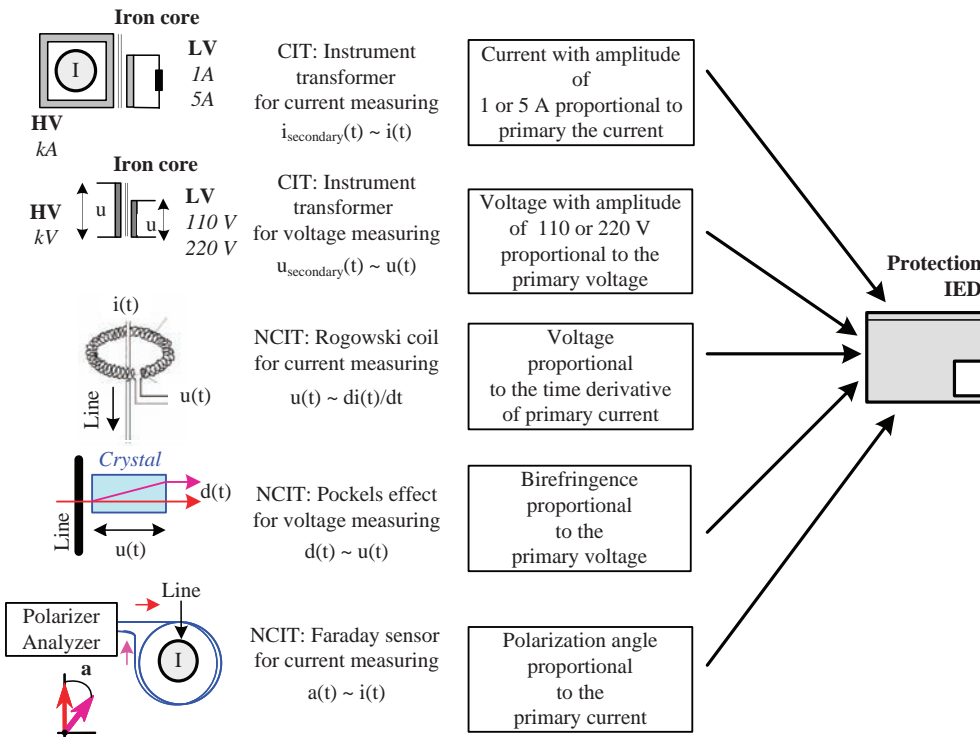 Iron core
I
LV
1A
5A
HV
kA
CIT: Instrument
transformer
for current measuring
i_secondary(t) ~ i(t)
Current with amplitude
of
1 or 5 A proportional to
primary the current
Iron core
HV
kV
u
u
LV
110 V
220 V
CIT: Instrument
transformer
for voltage measuring
u_secondary(t) ~ u(t)
Voltage with amplitude
of 110 or 220 V
proportional to the
primary voltage
Protection
IED
i(t)
u(t)
Line
NCIT: Rogowski coil
for current measuring
u(t) ~ di(t)/dt
Voltage
proportional
to the time derivative
of primary current
Crystal
d(t)
Line
u(t)
NCIT: Pockels effect
for voltage measuring
d(t) ~ u(t)
Birefringence
proportional
to the
primary voltage
Line
Polarizer
Analyzer
I
a
NCIT: Faraday sensor
for current measuring
a(t) ~ i(t)
Polarization angle
proportional
to the
primary current